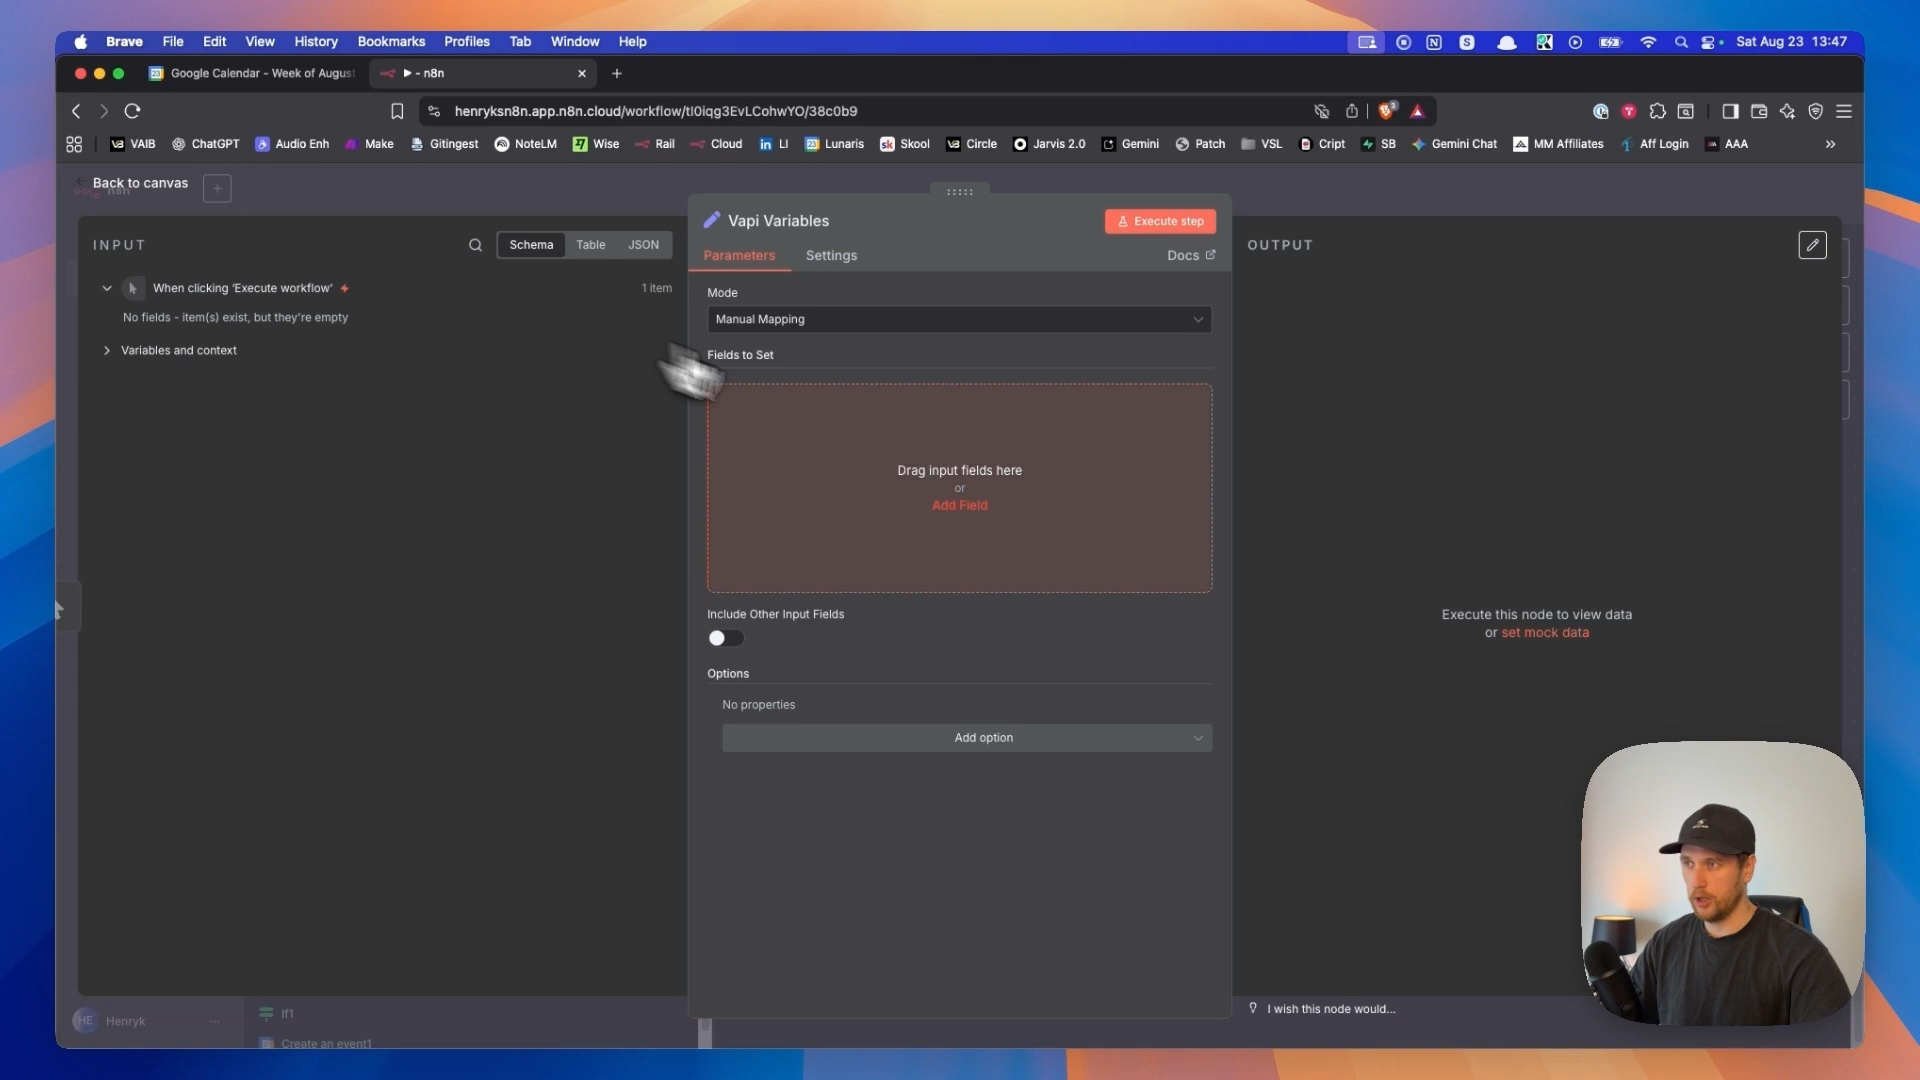 Brave File Edit View History Bookmarks Profiles Tab Window Help
Sat Aug 23 13:47
Google Calendar - Week of August
- n8n
henryksn8n.app.n8n.cloud/workflow/tI0iqg3EvLCohwYO/38c0b9
VAIB ChatGPT Audio Enh Make Gitingest NoteLM Wise Rail Cloud LI Lunaris Skool Circle Jarvis 2.0 Gemini Patch VSL Cript SB Gemini Chat MM Affiliates Aff Login AAA
Back to canvas
n8n
Vapi Variables
Execute step
INPUT
Schema Table JSON
Parameters Settings Docs
OUTPUT
When clicking ‘Execute workflow’
1 item
No fields - item(s) exist, but they're empty
Variables and context
Mode
Manual Mapping
Fields to Set
Drag input fields here
or
Add Field
Include Other Input Fields
Options
No properties
Add option
Execute this node to view data
or set mock data
I wish this node would...
HE Henryk
If1
Create an event1